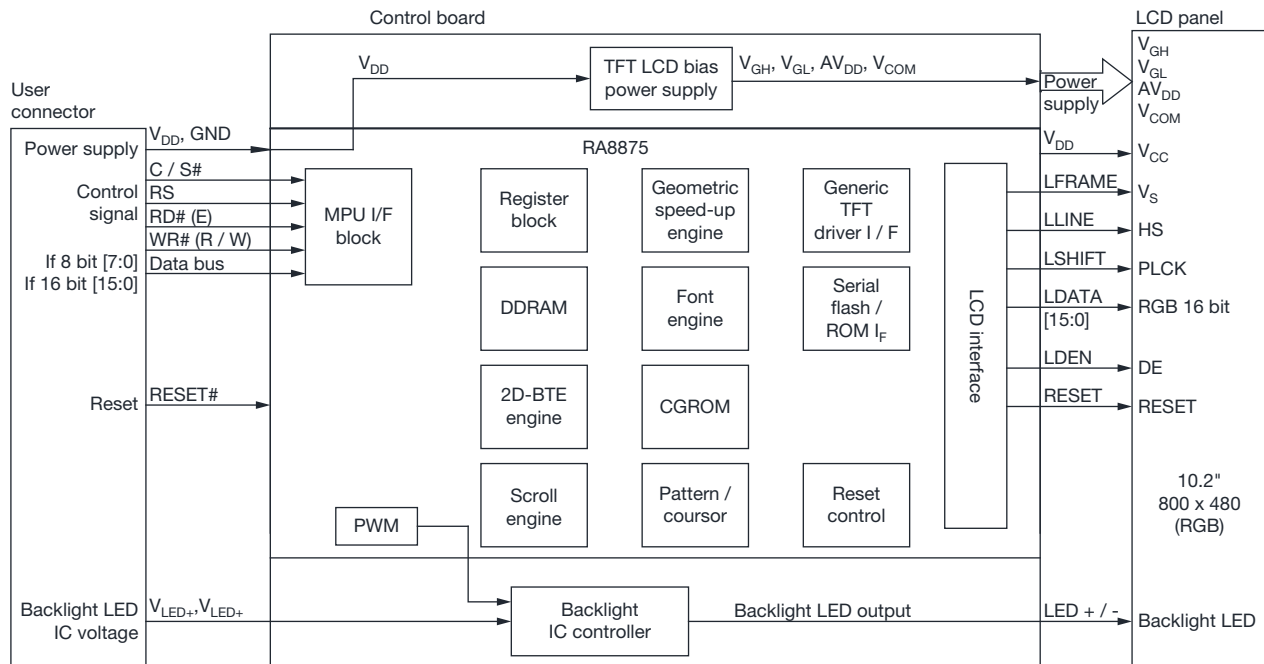 Control board
LCD panel
User
connector
V_DD
TFT LCD bias
power supply
V_GH, V_GL, AV_DD, V_COM
Power
supply
V_GH
V_GL
AV_DD
V_COM
Power supply
V_DD, GND
RA8875
V_DD
V_CC
Control
signal
C / S#
RS
RD# (E)
WR# (R / W)
If 8 bit [7:0]
If 16 bit [15:0]
Data bus
MPU I/F
block
Register
block
Geometric
speed-up
engine
Generic
TFT
driver I / F
DDRAM
Font
engine
Serial
flash /
ROM I_F
2D-BTE
engine
CGROM
Scroll
engine
Pattern /
coursor
Reset
control
LCD interface
LFRAME
V_S
LLINE
HS
LSHIFT
PLCK
LDATA
[15:0]
RGB 16 bit
LDEN
DE
RESET
RESET
Reset
RESET#
10.2"
800 x 480
(RGB)
PWM
Backlight LED
IC voltage
V_LED+,V_LED+
Backlight
IC controller
Backlight LED output
LED + / -
Backlight LED